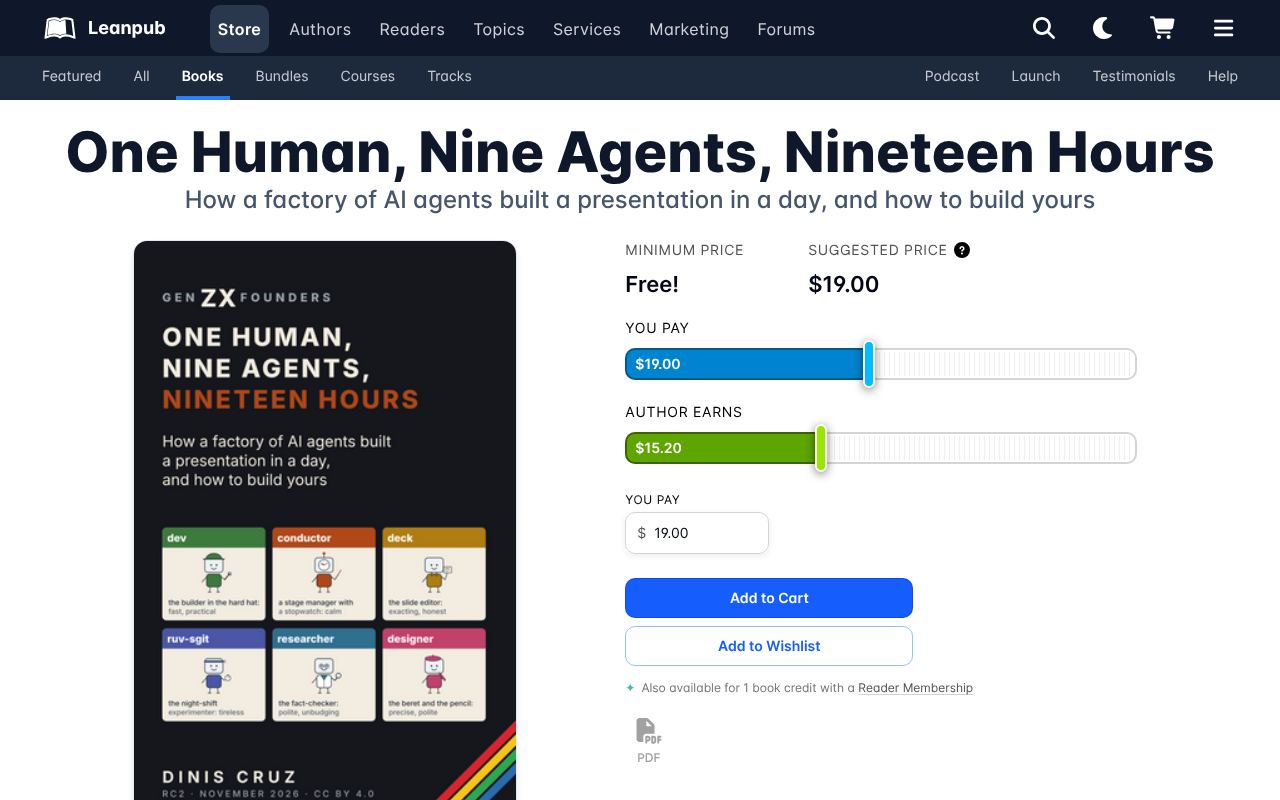 Leanpub
Store
Authors
Readers
Topics
Services
Marketing
Forums
Featured
All
Books
Bundles
Courses
Tracks
Podcast
Launch
Testimonials
Help
One Human, Nine Agents, Nineteen Hours
How a factory of AI agents built a presentation in a day, and how to build yours
GEN ZX FOUNDERS
ONE HUMAN,
NINE AGENTS,
NINETEEN HOURS
How a factory of AI agents built
a presentation in a day,
and how to build yours
dev
the builder in the hard hat:
fast, practical
conductor
a stage manager with
a stopwatch: calm
deck
the slide editor:
exacting, honest
ruv-sgit
the night-shift
experimenter: tireless
researcher
the fact-checker:
polite, unbudging
designer
the beret and the pencil:
precise, polite
DINIS CRUZ
RC2 · NOVEMBER 2026 · CC BY 4.0
MINIMUM PRICE
Free!
SUGGESTED PRICE ?
$19.00
YOU PAY
$19.00
AUTHOR EARNS
$15.20
YOU PAY
$ 19.00
Add to Cart
Add to Wishlist
Also available for 1 book credit with a Reader Membership
PDF
PDF